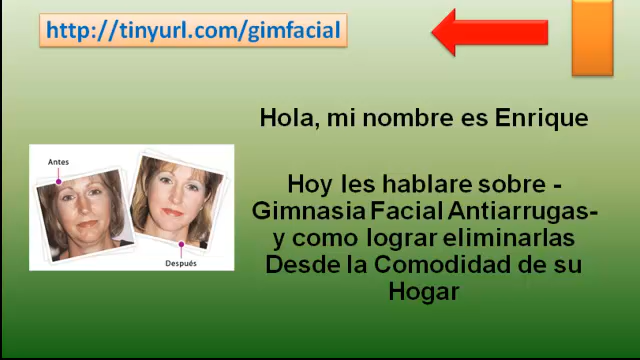 http://tinyurl.com/gimfacial
Hola, mi nombre es Enrique
Antes
Después
Hoy les hablare sobre -
Gimnasia Facial Antiarrugas-
y como lograr eliminarlas
Desde la Comodidad de su
Hogar